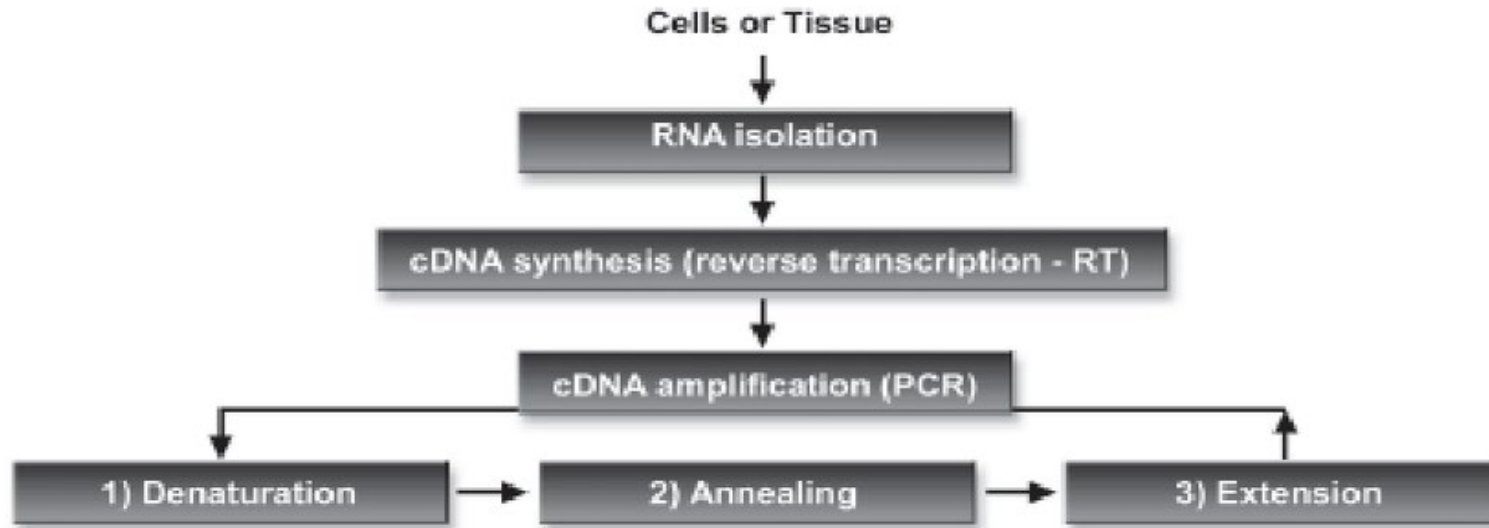 Cells or Tissue
RNA isolation
cDNA synthesis (reverse transcription - RT)
cDNA amplification (PCR)
1) Denaturation
2) Annealing
3) Extension